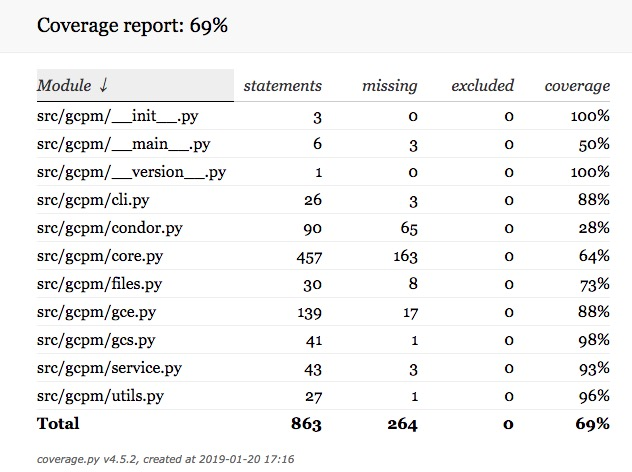 Coverage report: 69%
Module ↓ statements missing excluded coverage
src/gcpm/__init__.py 3 0 0 100%
src/gcpm/__main__.py 6 3 0 50%
src/gcpm/__version__.py 1 0 0 100%
src/gcpm/cli.py 26 3 0 88%
src/gcpm/condor.py 90 65 0 28%
src/gcpm/core.py 457 163 0 64%
src/gcpm/files.py 30 8 0 73%
src/gcpm/gce.py 139 17 0 88%
src/gcpm/gcs.py 41 1 0 98%
src/gcpm/service.py 43 3 0 93%
src/gcpm/utils.py 27 1 0 96%
Total 863 264 0 69%
coverage.py v4.5.2, created at 2019-01-20 17:16